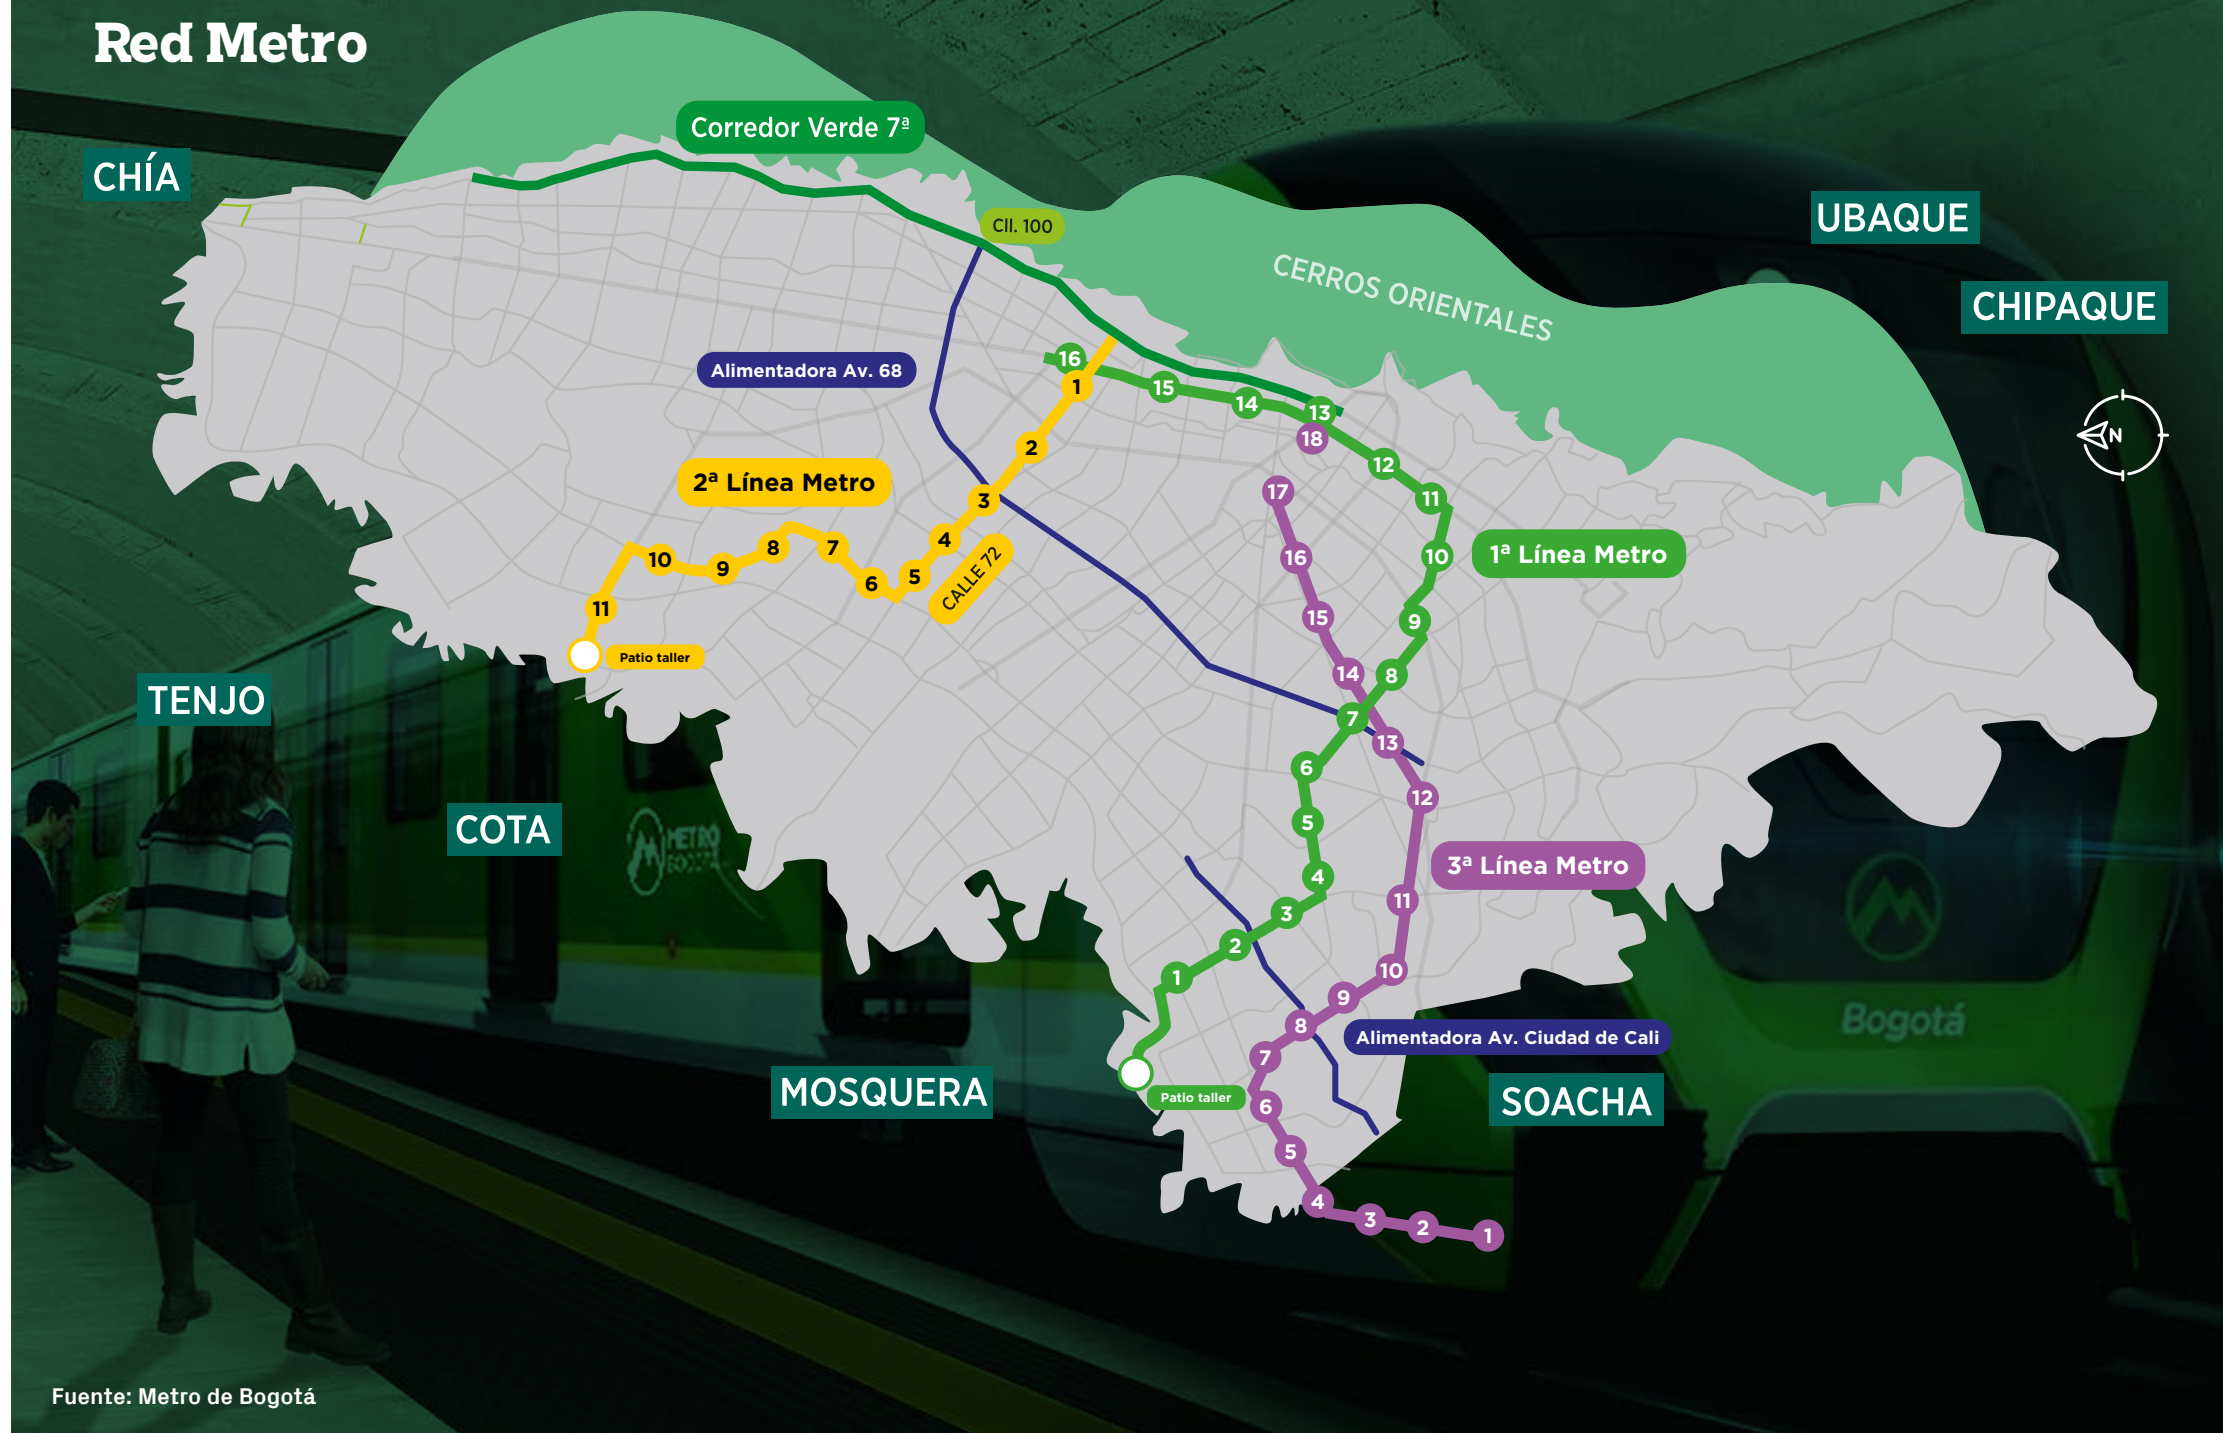 Red Metro
Corredor Verde 7ª
CHÍA
UBAQUE
Cll. 100
CERROS ORIENTALES
CHIPAQUE
N
Alimentadora Av. 68
16
1
15
14
13
18
2
12
2ª Línea Metro
3
17
11
4
10
9
8
7
6
5
CALLE 72
16
10
1ª Línea Metro
11
15
9
Patio taller
14
8
TENJO
7
13
6
12
COTA
METRO
BOGOTÁ
5
4
3ª Línea Metro
11
3
2
1
10
9
8
Alimentadora Av. Ciudad de Cali
Bogotá
7
MOSQUERA
Patio taller
6
SOACHA
5
4
3
2
1
Fuente: Metro de Bogotá